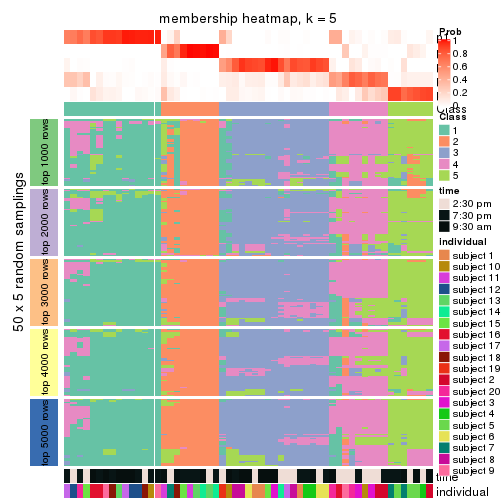 membership heatmap, k = 5
Prob
1
0.8
0.6
0.4
0.2
0
Class
Class
1
2
3
4
5
time
2:30 pm
7:30 pm
9:30 am
individual
subject 1
subject 10
subject 11
subject 12
subject 13
subject 14
subject 15
subject 16
subject 17
subject 18
subject 19
subject 2
subject 20
subject 3
subject 4
subject 5
subject 6
subject 7
subject 8
subject 9
50 x 5 random samplings
top 1000 rows
top 2000 rows
top 3000 rows
top 4000 rows
top 5000 rows
time
individual